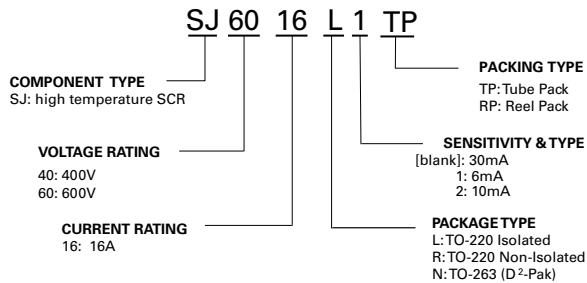 SJ 60 16 L 1 TP
COMPONENT TYPE
SJ: high temperature SCR
VOLTAGE RATING
40: 400V
60: 600V
CURRENT RATING
16: 16A
PACKING TYPE
TP: Tube Pack
RP: Reel Pack
SENSITIVITY & TYPE
[blank]: 30mA
1: 6mA
2: 10mA
PACKAGE TYPE
L: TO-220 Isolated
R: TO-220 Non-Isolated
N: TO-263 (D²-Pak)